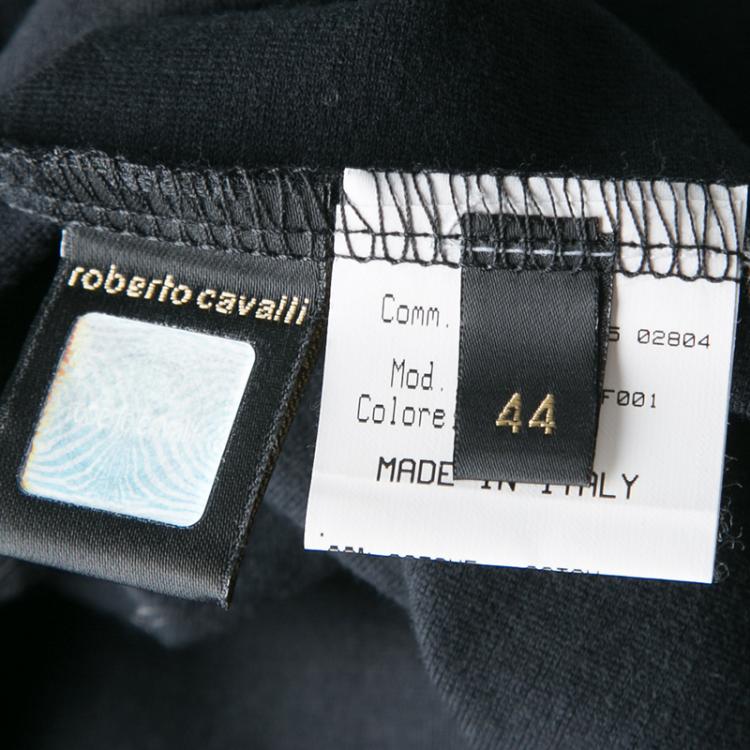 roberto cavalli
Comm. 5 02804
Mod. F001
Colore
44
MADE IN ITALY